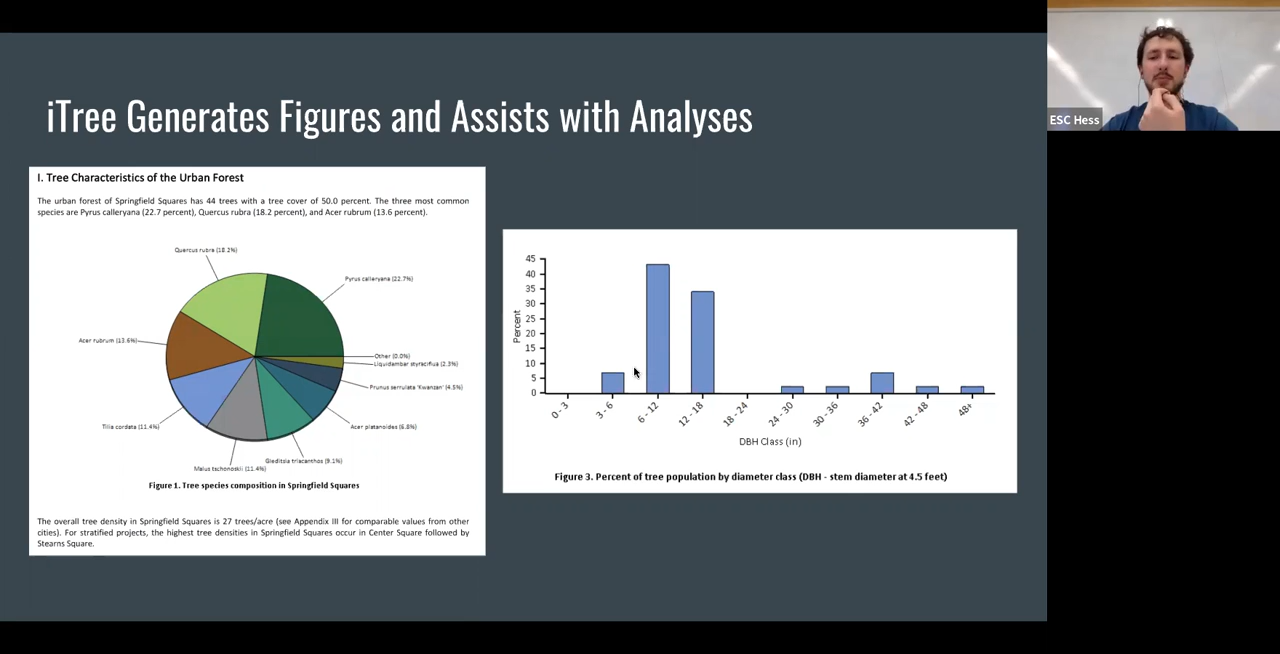 iTree Generates Figures and Assists with Analyses
ESC Hess
I. Tree Characteristics of the Urban Forest
The urban forest of Springfield Squares has 44 trees with a tree cover of 50.0 percent. The three most common
species are Pyrus calleryana (22.7 percent), Quercus rubra (18.2 percent), and Acer rubrum (13.6 percent).
Quercus rubra (18.2%)
Pyrus calleryana (22.7%)
Acer rubrum (13.6%)
Other (0.0%)
Liquidambar styraciflua (2.3%)
Prunus serrulata 'Kwanzan' (4.5%)
Tilia cordata (11.4%)
Acer platanoides (6.8%)
Gleditsia triacanthos (9.1%)
Malus tschonoskii (11.4%)
Figure 1. Tree species composition in Springfield Squares
The overall tree density in Springfield Squares is 27 trees/acre (see Appendix III for comparable values from other
cities). For stratified projects, the highest tree densities in Springfield Squares occur in Center Square followed by
Stearns Square.
Percent
45
40
35
30
25
20
15
10
5
0
0 - 3
3 - 6
6 - 12
12 - 18
18 - 24
24 - 30
30 - 36
36 - 42
42 - 48
48+
DBH Class (in)
Figure 3. Percent of tree population by diameter class (DBH - stem diameter at 4.5 feet)